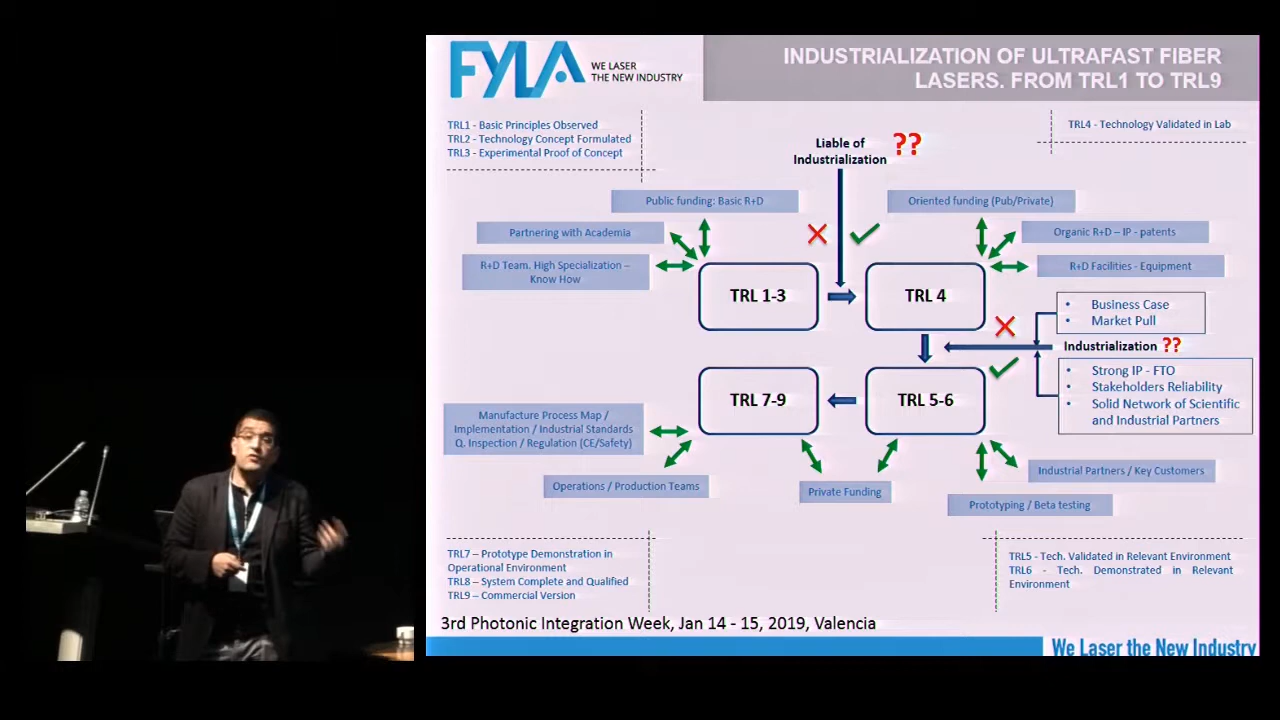 FYLA
WE LASER
THE NEW INDUSTRY
INDUSTRIALIZATION OF ULTRAFAST FIBER
LASERS. FROM TRL1 TO TRL9
TRL1 - Basic Principles Observed
TRL2 - Technology Concept Formulated
TRL3 - Experimental Proof of Concept
Liable of
Industrialization ??
TRL4 - Technology Validated in Lab
Public funding: Basic R+D
Partnering with Academia
R+D Team. High Specialization –
Know How
Oriented funding (Pub/Private)
Organic R+D – IP - patents
R+D Facilities - Equipment
TRL 1-3
TRL 4
• Business Case
• Market Pull
Industrialization ??
• Strong IP - FTO
• Stakeholders Reliability
• Solid Network of Scientific
and Industrial Partners
TRL 7-9
TRL 5-6
Manufacture Process Map /
Implementation / Industrial Standards
Q. Inspection / Regulation (CE/Safety)
Operations / Production Teams
Private Funding
Industrial Partners / Key Customers
Prototyping / Beta testing
TRL7 – Prototype Demonstration in
Operational Environment
TRL8 – System Complete and Qualified
TRL9 – Commercial Version
TRL5 - Tech. Validated in Relevant Environment
TRL6 - Tech. Demonstrated in Relevant
Environment
3rd Photonic Integration Week, Jan 14 - 15, 2019, Valencia
We Laser the New Industry